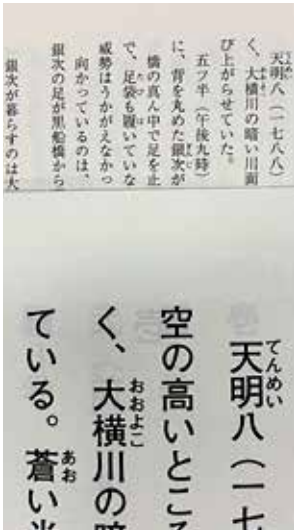 天明八（一七八八）
く、大横川の暗い川面
び上がらせていた。
五ツ半（午後九時）
に、背を丸めた銀次が
橋の真ん中で足を止
で、足袋も履いていな
威勢はうかがえなかっ
向かっているのは、
銀次の足が黒船橋から
銀次が暮らすのは大
天明八（一七
空の高いところ
く、大横川の暗
ている。蒼い光